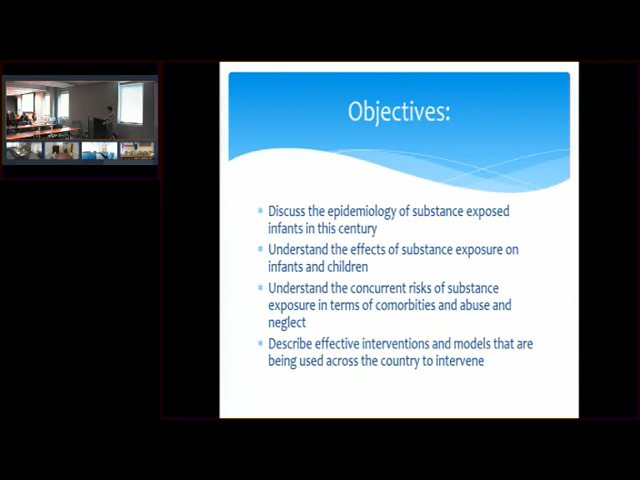 Objectives:
Discuss the epidemiology of substance exposed
infants in this century
Understand the effects of substance exposure on
infants and children
Understand the concurrent risks of substance
exposure in terms of comorbities and abuse and
neglect
Describe effective interventions and models that are
being used across the country to intervene